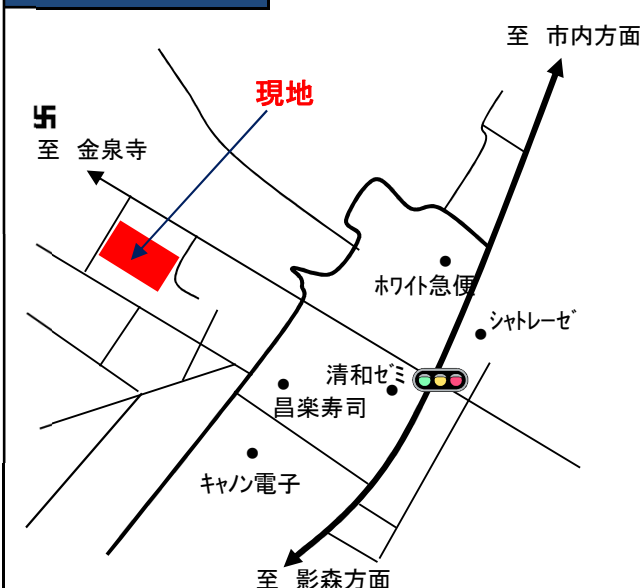 至 市内方面
現地
卐
至 金泉寺
ホワイト急便
シャトレーゼ
清和ゼミ
昌楽寿司
キャノン電子
至 影森方面